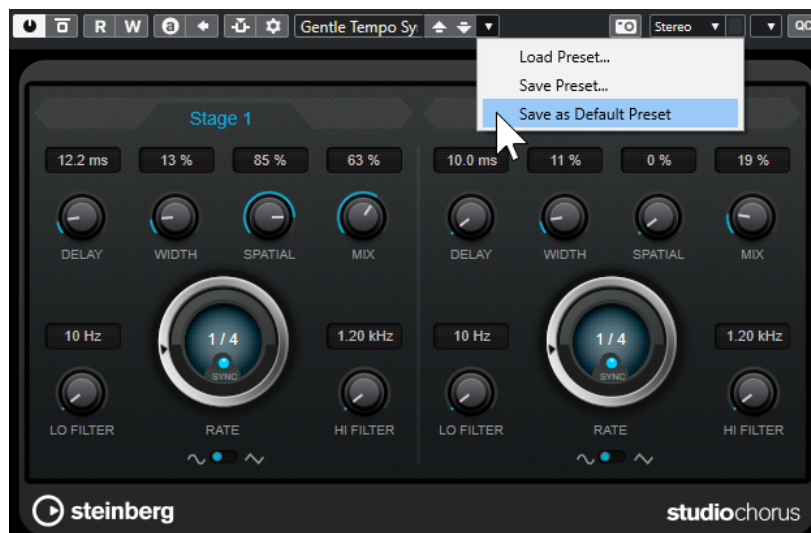 R W a Gentle Tempo Sy Stereo QC
Load Preset...
Save Preset...
Save as Default Preset
Stage 1
12.2 ms 13 % 85 % 63 % 10.0 ms 11 % 0 % 19 %
DELAY WIDTH SPATIAL MIX DELAY WIDTH SPATIAL MIX
10 Hz 1 / 4 1.20 kHz 10 Hz 1 / 4 1.20 kHz
SYNC SYNC
LO FILTER RATE HI FILTER LO FILTER RATE HI FILTER
steinberg studiochorus